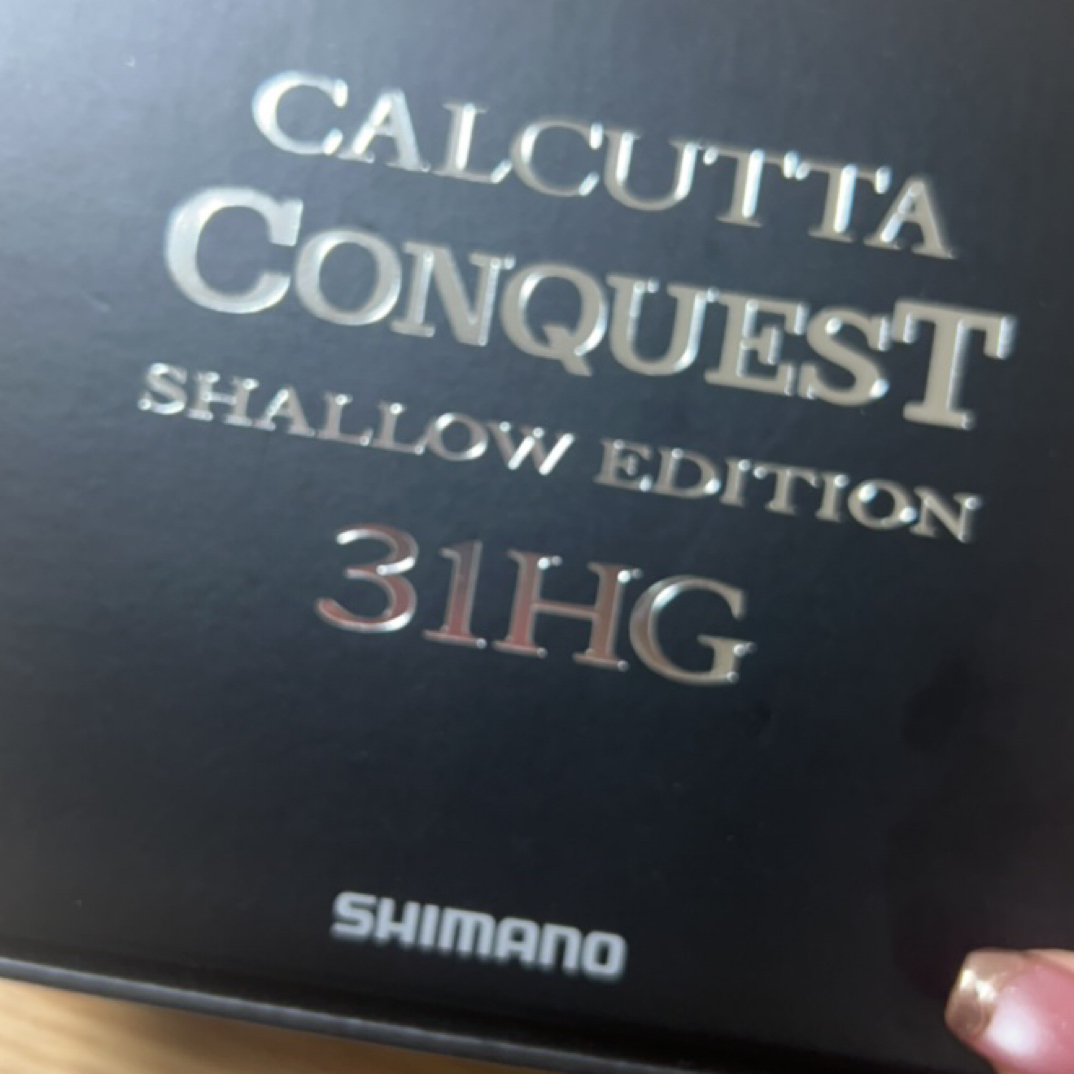 CALCUTTA
CONQUEST
SHALLOW EDITION
31HG
SHIMANO